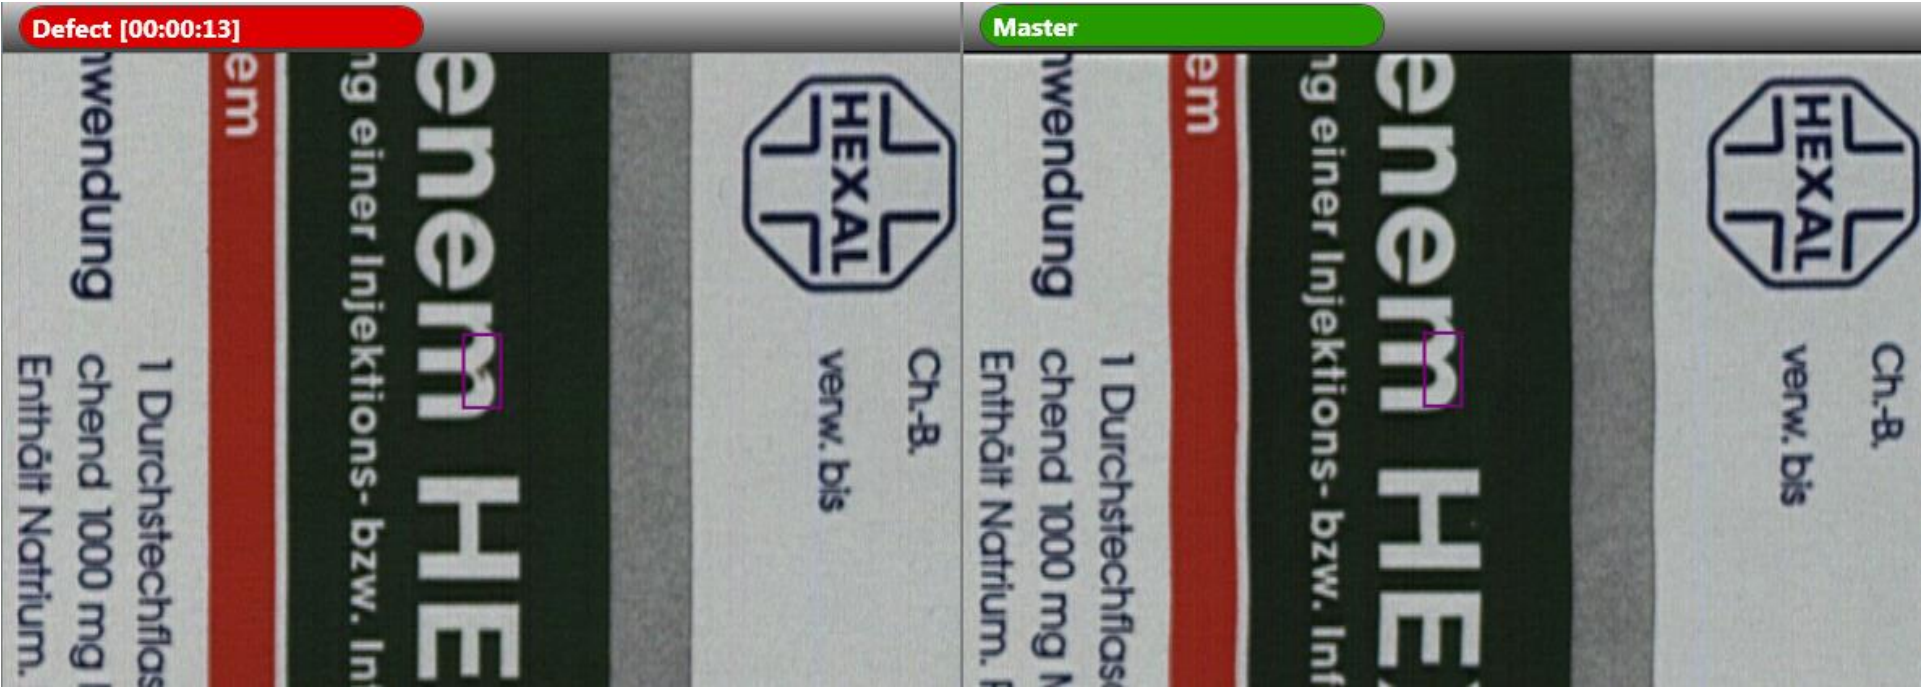 Defect [00:00:13]
HEXAL
Ch.-B.
verw. bis
enem HE
ng einer Injektions- bzw. Inf
em
nwendung
1 Durchstechflas
chend 1000 mg
Enthält Natrium.
Master
HEXAL
Ch.-B.
verw. bis
enem HEX
ng einer Injektions- bzw. Inf
em
nwendung
1 Durchstechflasc
chend 1000 mg M
Enthält Natrium.